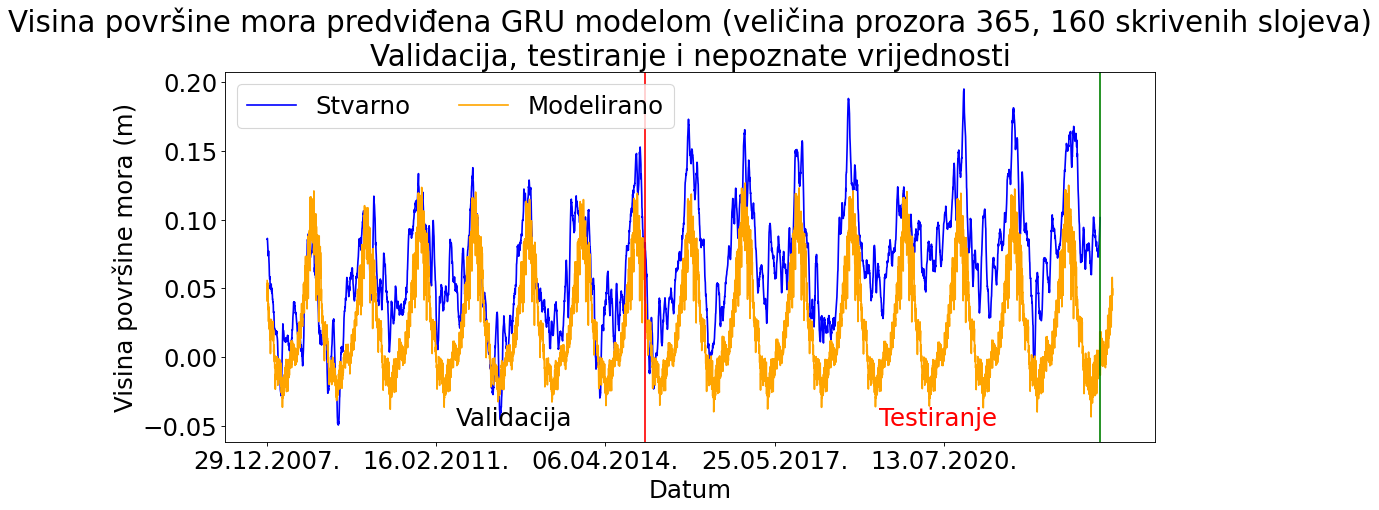 Visina površine mora predviđena GRU modelom (veličina prozora 365, 160 skrivenih slojeva)
Validacija, testiranje i nepoznate vrijednosti
Stvarno
Modelirano
Visina površine mora (m)
0.20
0.15
0.10
0.05
0.00
−0.05
Validacija
Testiranje
29.12.2007.
16.02.2011.
06.04.2014.
25.05.2017.
13.07.2020.
Datum